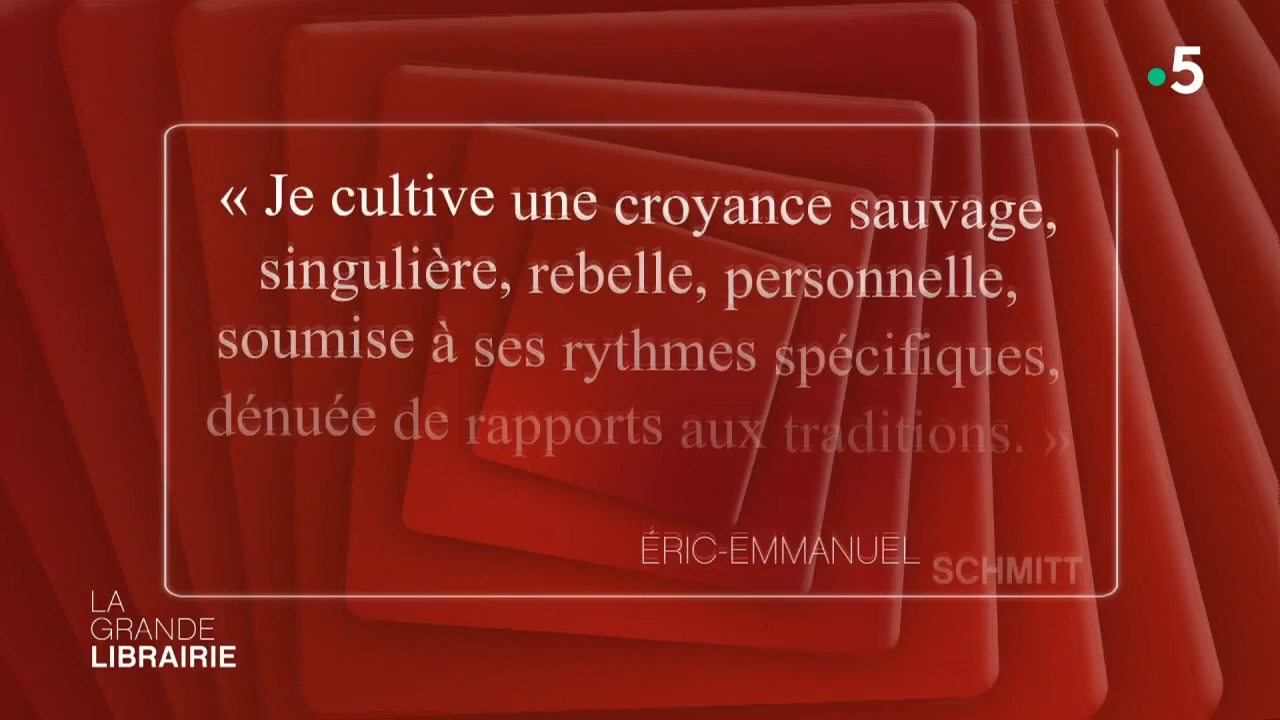 5
« Je cultive une croyance sauvage,
singulière, rebelle, personnelle,
soumise à ses rythmes spécifiques,
dénuée de rapports aux traditions. »
ÉRIC-EMMANUEL SCHMITT
LA
GRANDE
LIBRAIRIE